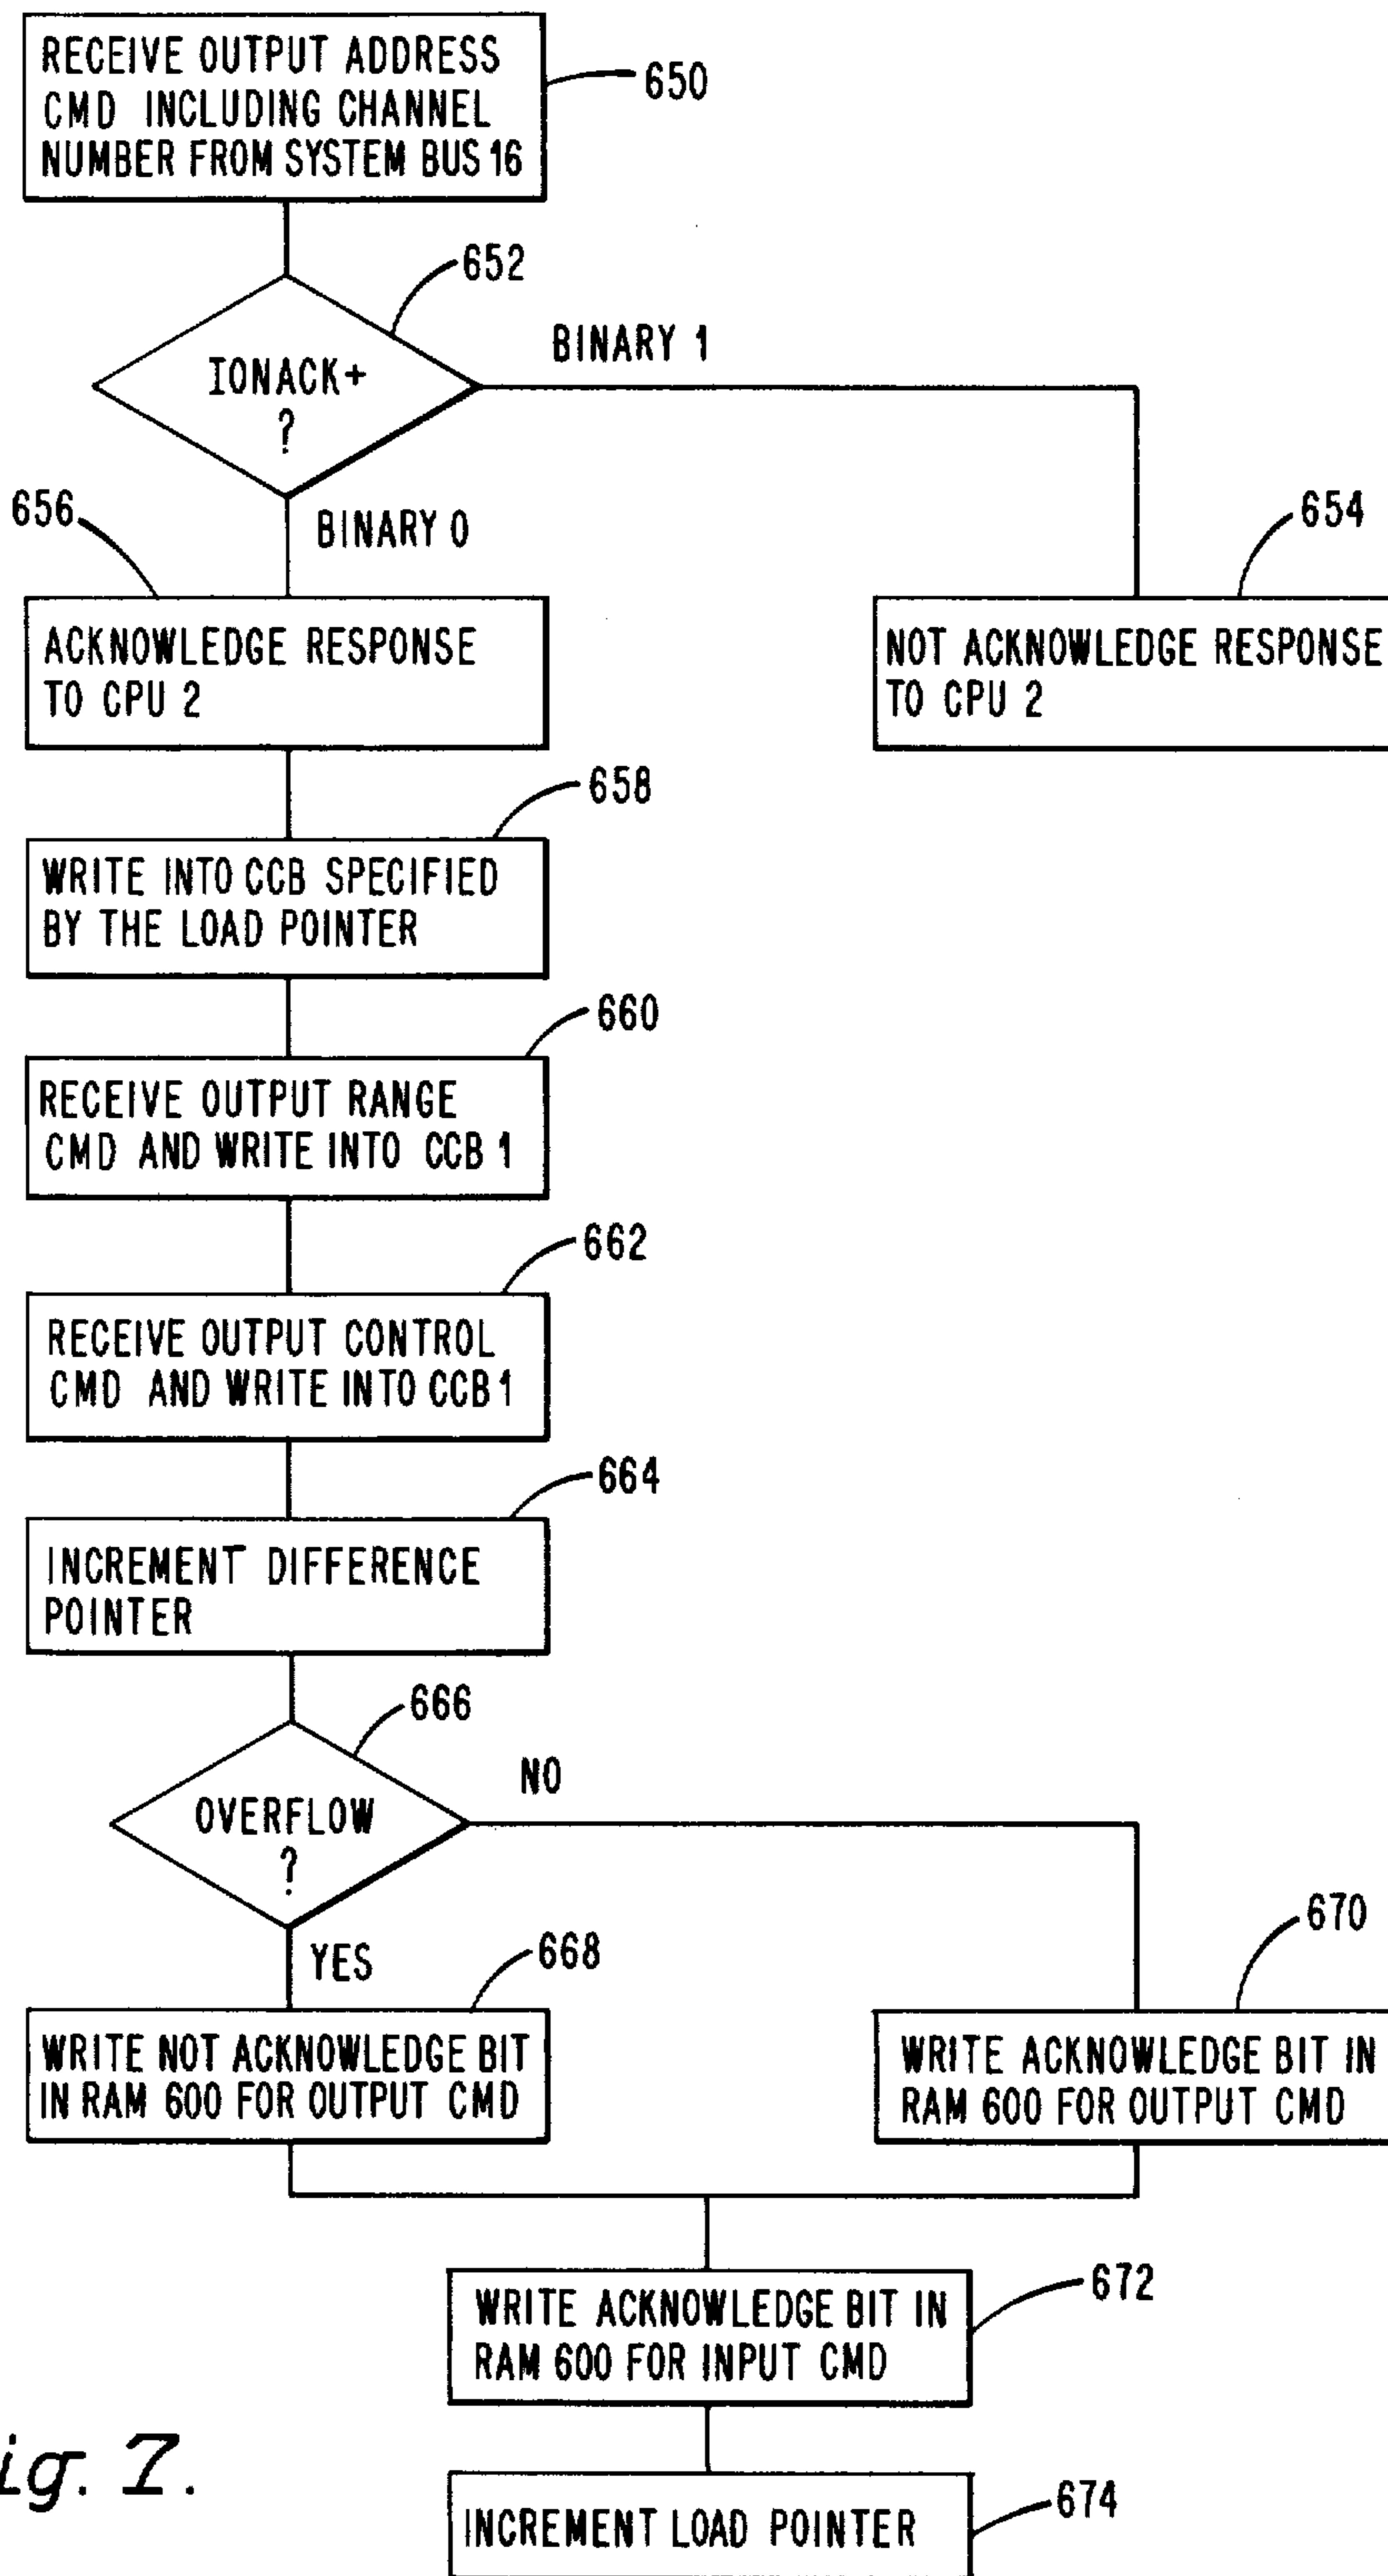 RECEIVE OUTPUT ADDRESS
CMD INCLUDING CHANNEL
NUMBER FROM SYSTEM BUS 16
650
652
IONACK+
?
BINARY 1
656
BINARY 0
654
ACKNOWLEDGE RESPONSE
TO CPU 2
NOT ACKNOWLEDGE RESPONSE
TO CPU 2
658
WRITE INTO CCB SPECIFIED
BY THE LOAD POINTER
660
RECEIVE OUTPUT RANGE
CMD AND WRITE INTO CCB 1
662
RECEIVE OUTPUT CONTROL
CMD AND WRITE INTO CCB 1
664
INCREMENT DIFFERENCE
POINTER
666
OVERFLOW
?
NO
YES
668
670
WRITE NOT ACKNOWLEDGE BIT
IN RAM 600 FOR OUTPUT CMD
WRITE ACKNOWLEDGE BIT IN
RAM 600 FOR OUTPUT CMD
672
WRITE ACKNOWLEDGE BIT IN
RAM 600 FOR INPUT CMD
ig. 7.
674
INCREMENT LOAD POINTER